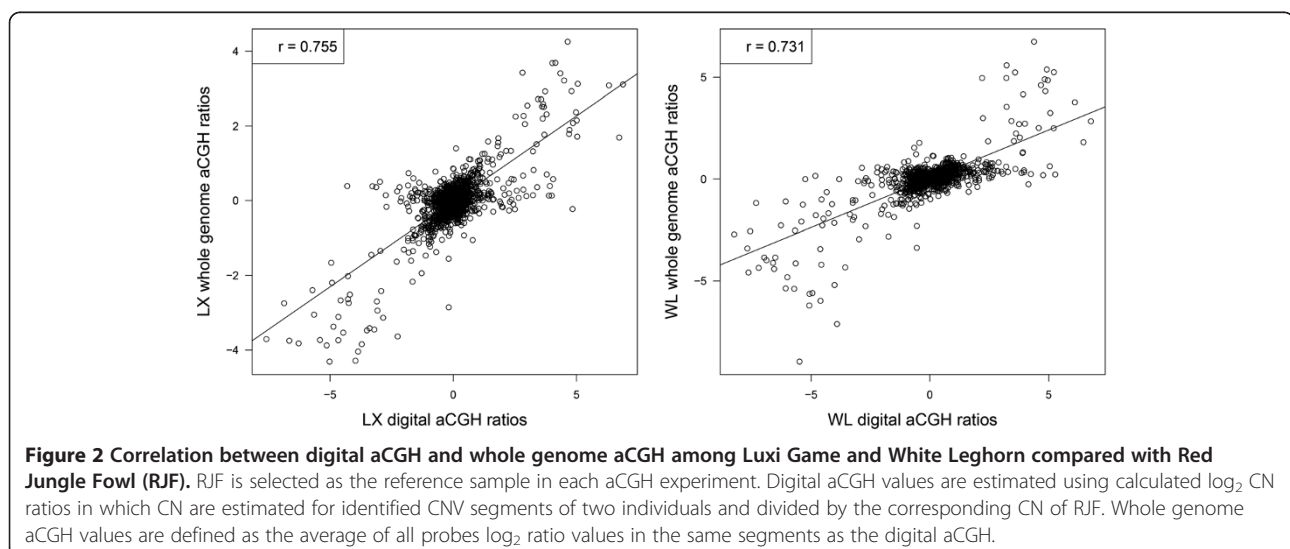 r = 0.755
4
2
0
−2
−4
LX whole genome aCGH ratios
−5
0
5
LX digital aCGH ratios
r = 0.731
5
0
−5
WL whole genome aCGH ratios
−5
0
5
WL digital aCGH ratios
Figure 2 Correlation between digital aCGH and whole genome aCGH among Luxi Game and White Leghorn compared with Red
Jungle Fowl (RJF). RJF is selected as the reference sample in each aCGH experiment. Digital aCGH values are estimated using calculated log₂ CN
ratios in which CN are estimated for identified CNV segments of two individuals and divided by the corresponding CN of RJF. Whole genome
aCGH values are defined as the average of all probes log₂ ratio values in the same segments as the digital aCGH.